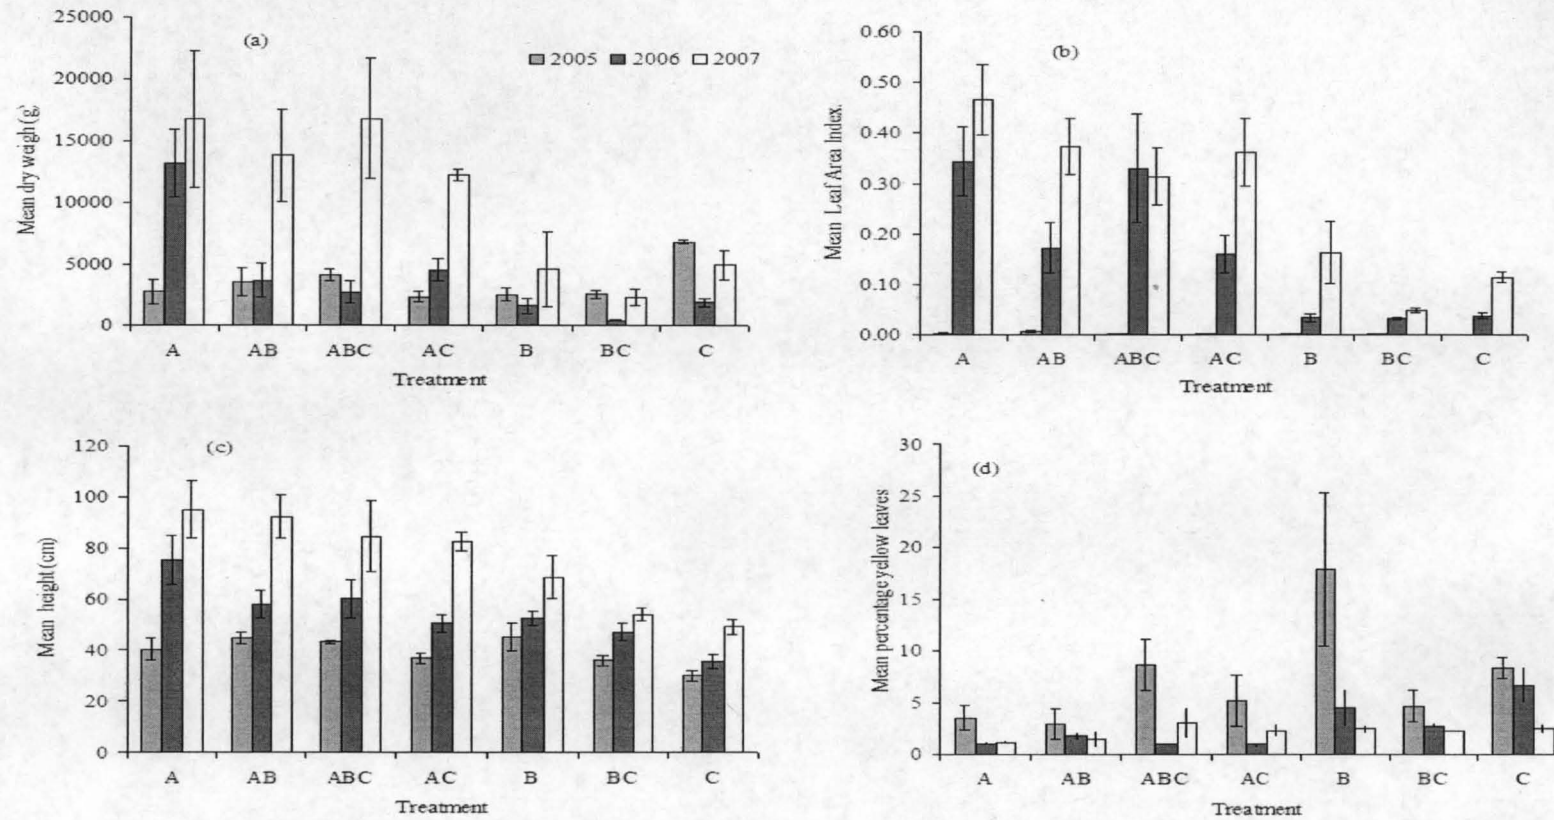 (a)
2005 2006 2007
Mean dry weigh (g)
25000
20000
15000
10000
5000
0
A AB ABC AC B BC C
Treatment
(b)
Mean Leaf Area Index.
0.60
0.50
0.40
0.30
0.20
0.10
0.00
A AB ABC AC B BC C
Treatment
(c)
Mean height (cm)
120
100
80
60
40
20
0
A AB ABC AC B BC C
Treatment
(d)
Mean percentage yellow leaves
30
25
20
15
10
5
0
A AB ABC AC B BC C
Treatment